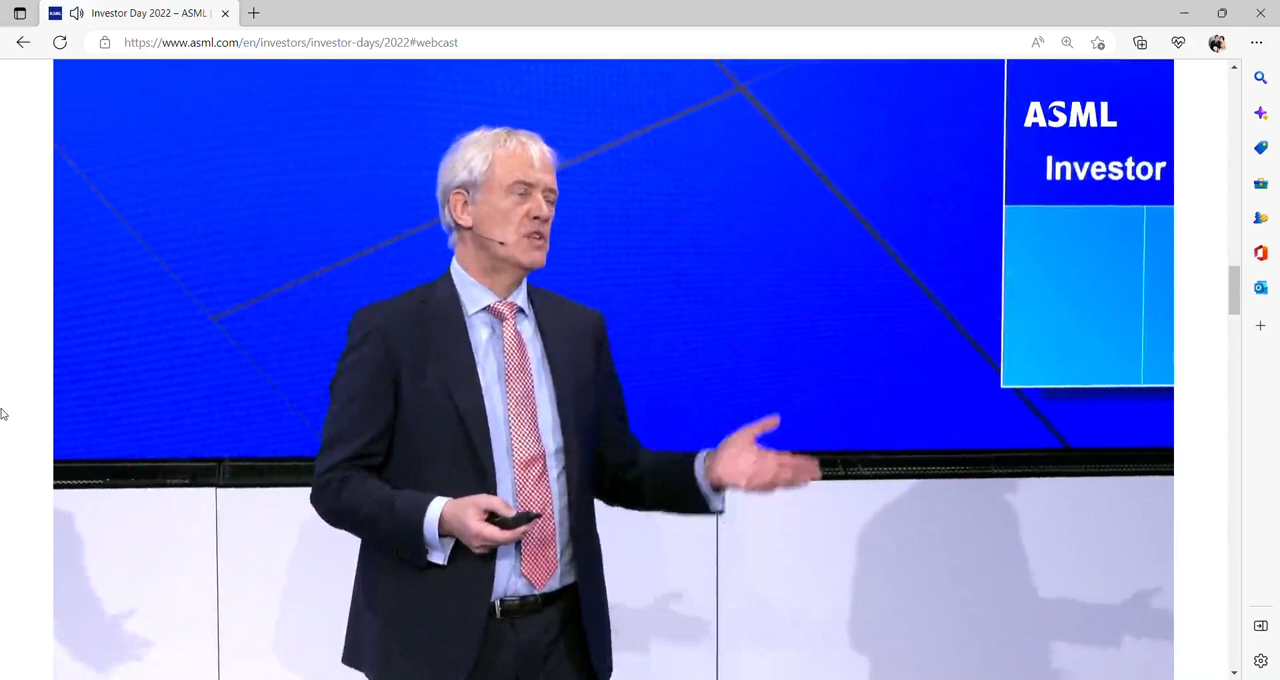 Investor Day 2022 – ASML |
https://www.asml.com/en/investors/investor-days/2022#webcast
ASML
Investor